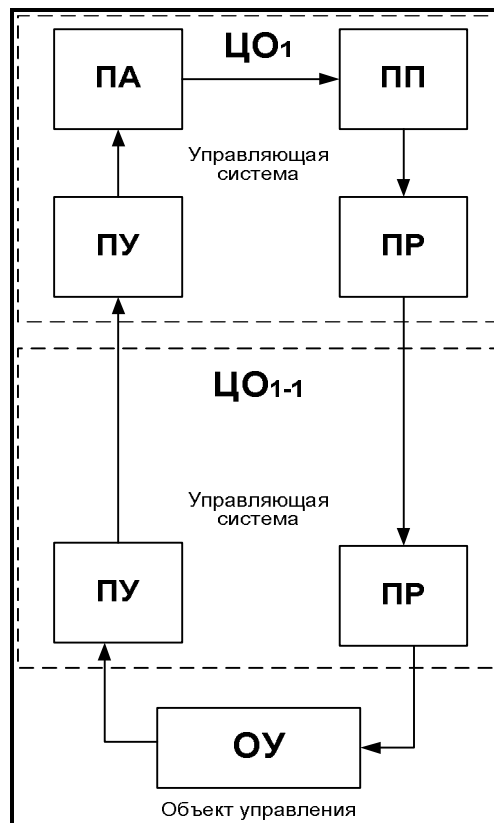 ЦО1
ПА
ПП
Управляющая
система
ПУ
ПР
ЦО1-1
Управляющая
система
ПУ
ПР
ОУ
Объект управления